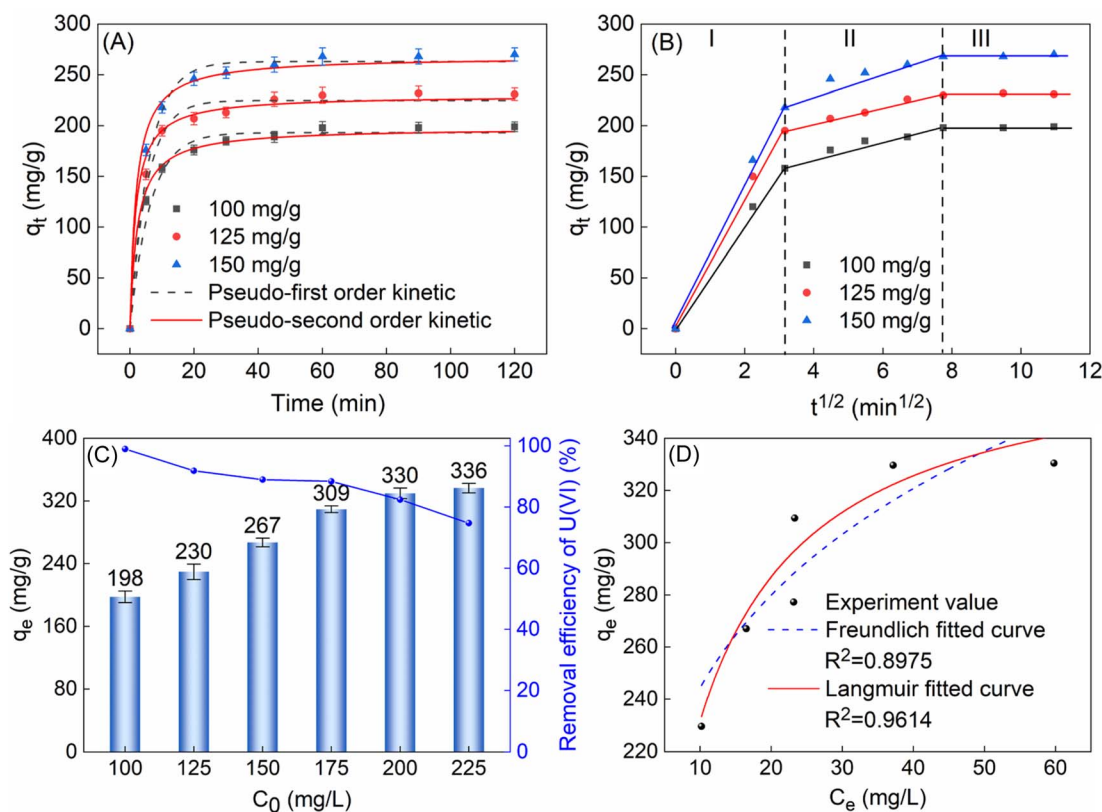 (A)
300
250
200
150
100
50
0
q_t (mg/g)
100 mg/g
125 mg/g
150 mg/g
Pseudo-first order kinetic
Pseudo-second order kinetic
0 20 40 60 80 100 120
Time (min)
(B)
I II III
300
250
200
150
100
50
0
q_t (mg/g)
100 mg/g
125 mg/g
150 mg/g
0 2 4 6 8 10 12
t^{1/2} (min^{1/2})
(C)
400
320
240
160
80
0
q_e (mg/g)
198 230 267 309 330 336
100
80
60
40
20
0
Removal efficiency of U(VI) (%)
100 125 150 175 200 225
C_0 (mg/L)
(D)
340
320
300
280
260
240
220
q_e (mg/g)
Experiment value
Freundlich fitted curve
R^2=0.8975
Langmuir fitted curve
R^2=0.9614
10 20 30 40 50 60
C_e (mg/L)